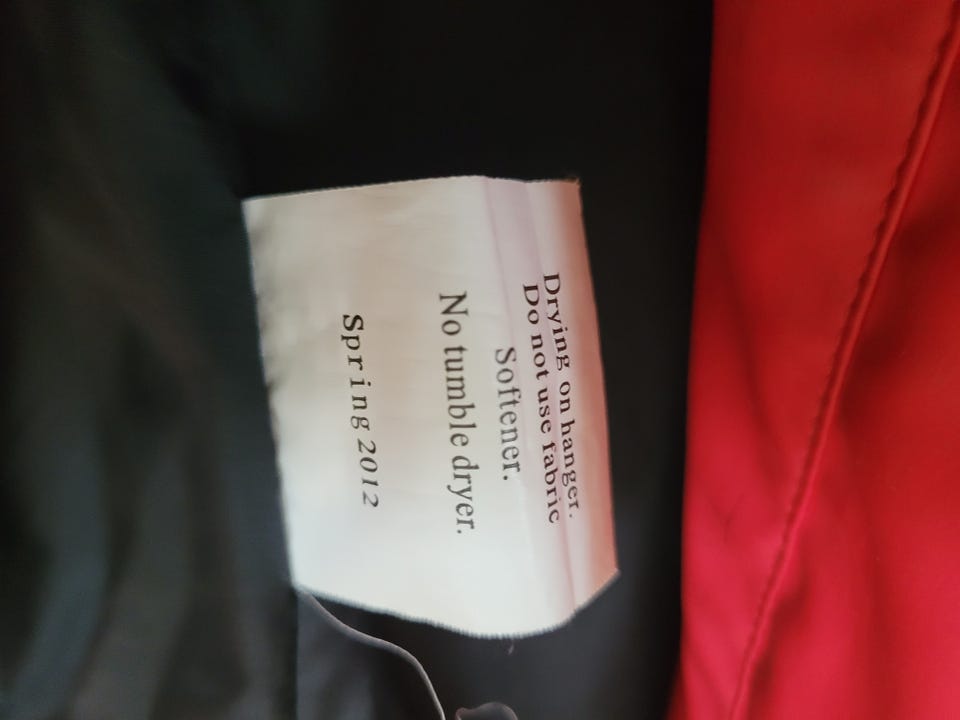 Drying on hanger.
Do not use fabric
Softener.
No tumble dryer.
Spring 2012